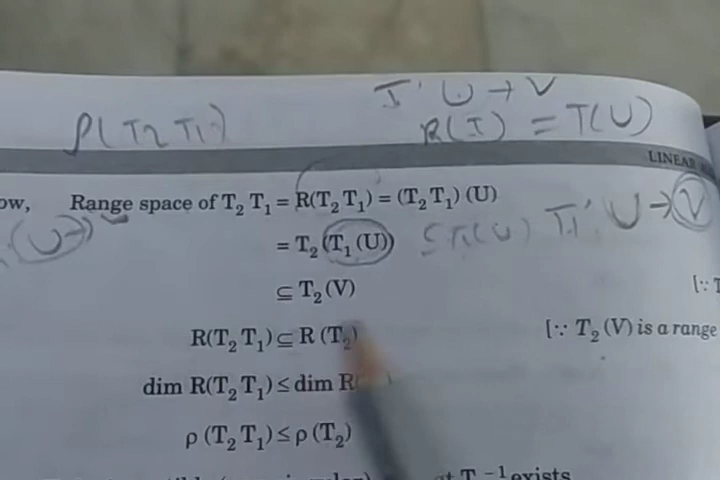 T: U → V
ρ(T₂ T₁) R(T) = T(U)
LINEAR
ow, Range space of T₂ T₁ = R(T₂ T₁) = (T₂ T₁) (U)
= T₂ (T₁ (U)) T₁: U → V
⊆ T₂ (V) [∵ T
R(T₂ T₁) ⊆ R (T₂) [∵ T₂ (V) is a range
dim R(T₂ T₁) ≤ dim R
ρ (T₂ T₁) ≤ ρ (T₂)
T⁻¹ exists